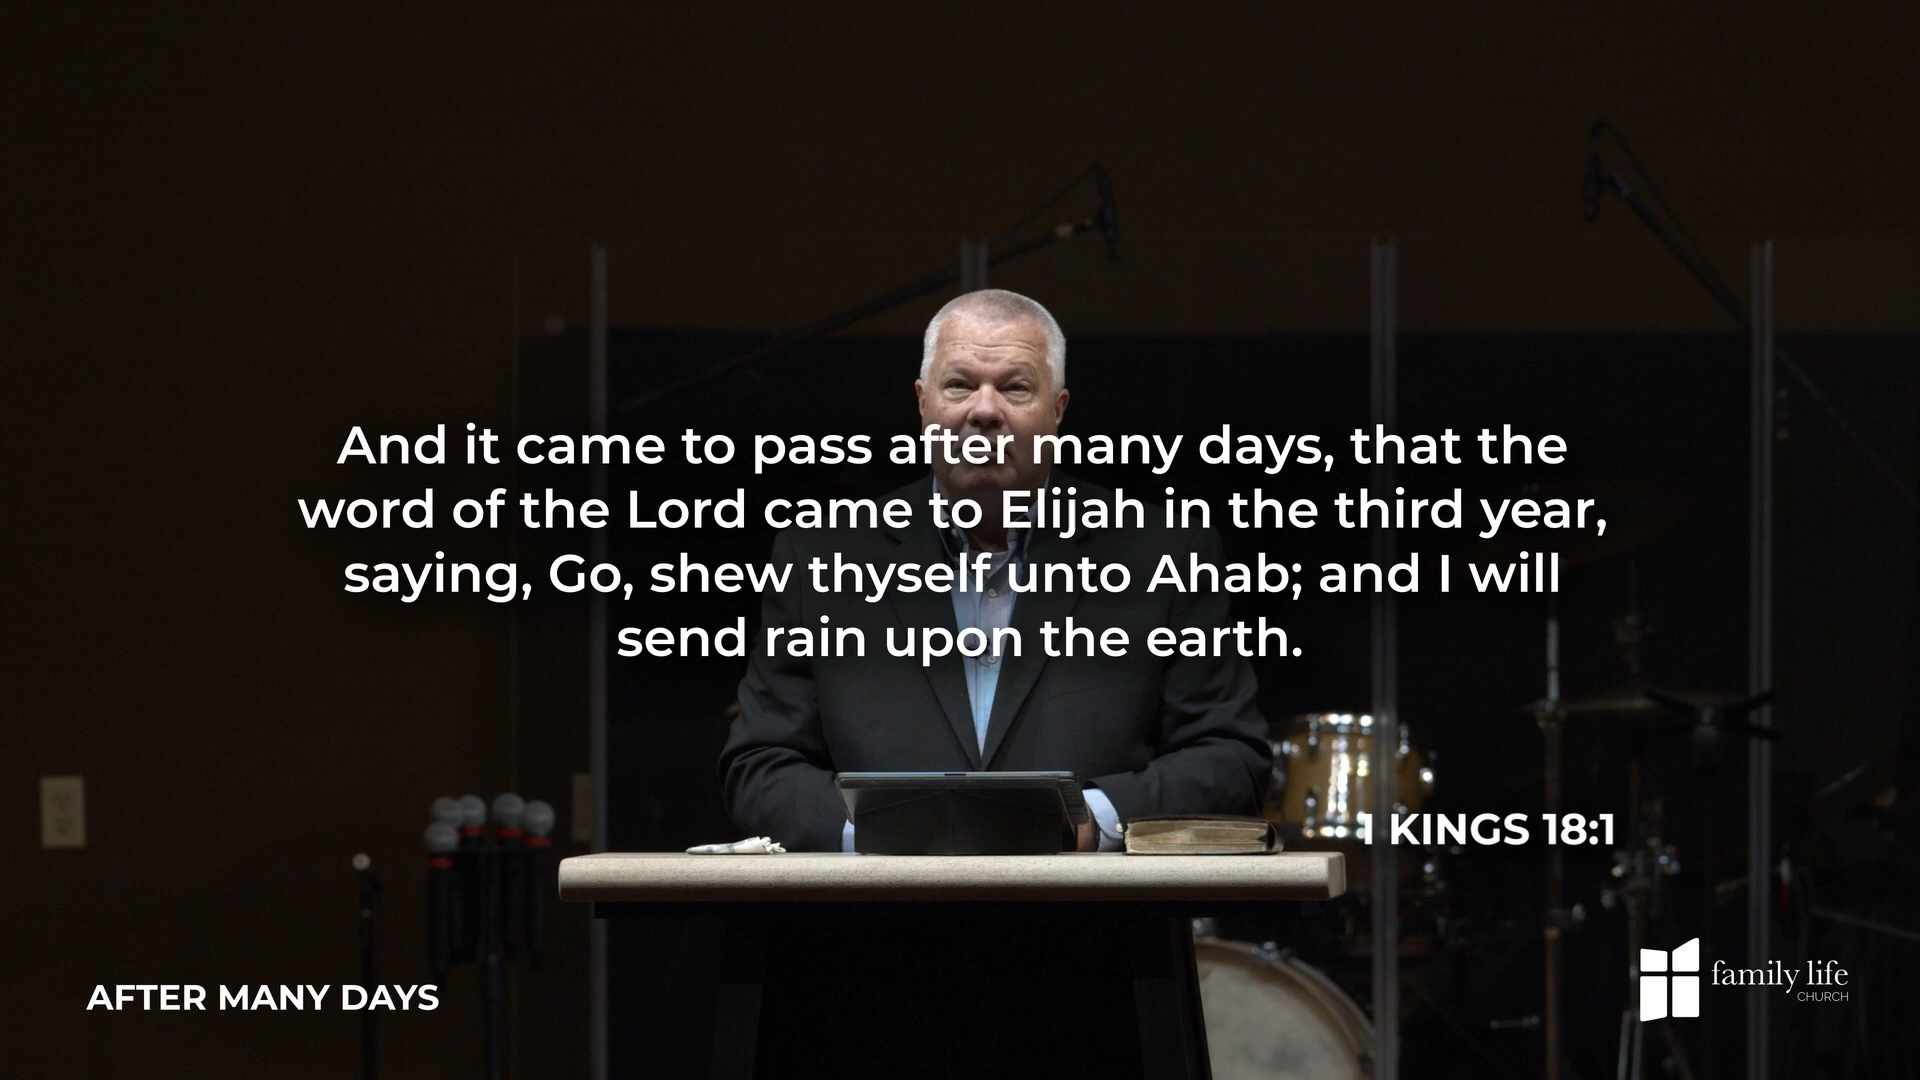 And it came to pass after many days, that the
word of the Lord came to Elijah in the third year,
saying, Go, shew thyself unto Ahab; and I will
send rain upon the earth.
1 KINGS 18:1
AFTER MANY DAYS
family life
CHURCH